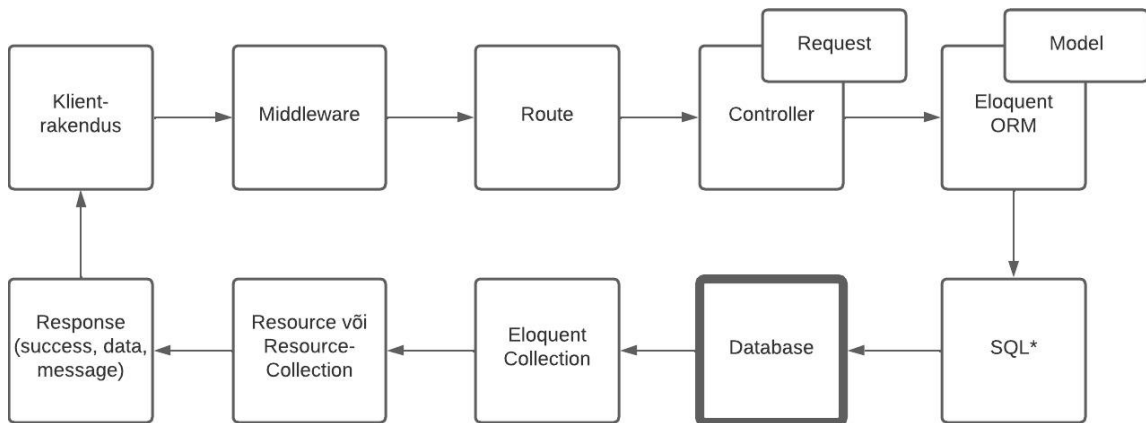 Klient-
rakendus
Middleware
Route
Request
Controller
Model
Eloquent
ORM
Response
(success, data,
message)
Resource või
Resource-
Collection
Eloquent
Collection
Database
SQL*